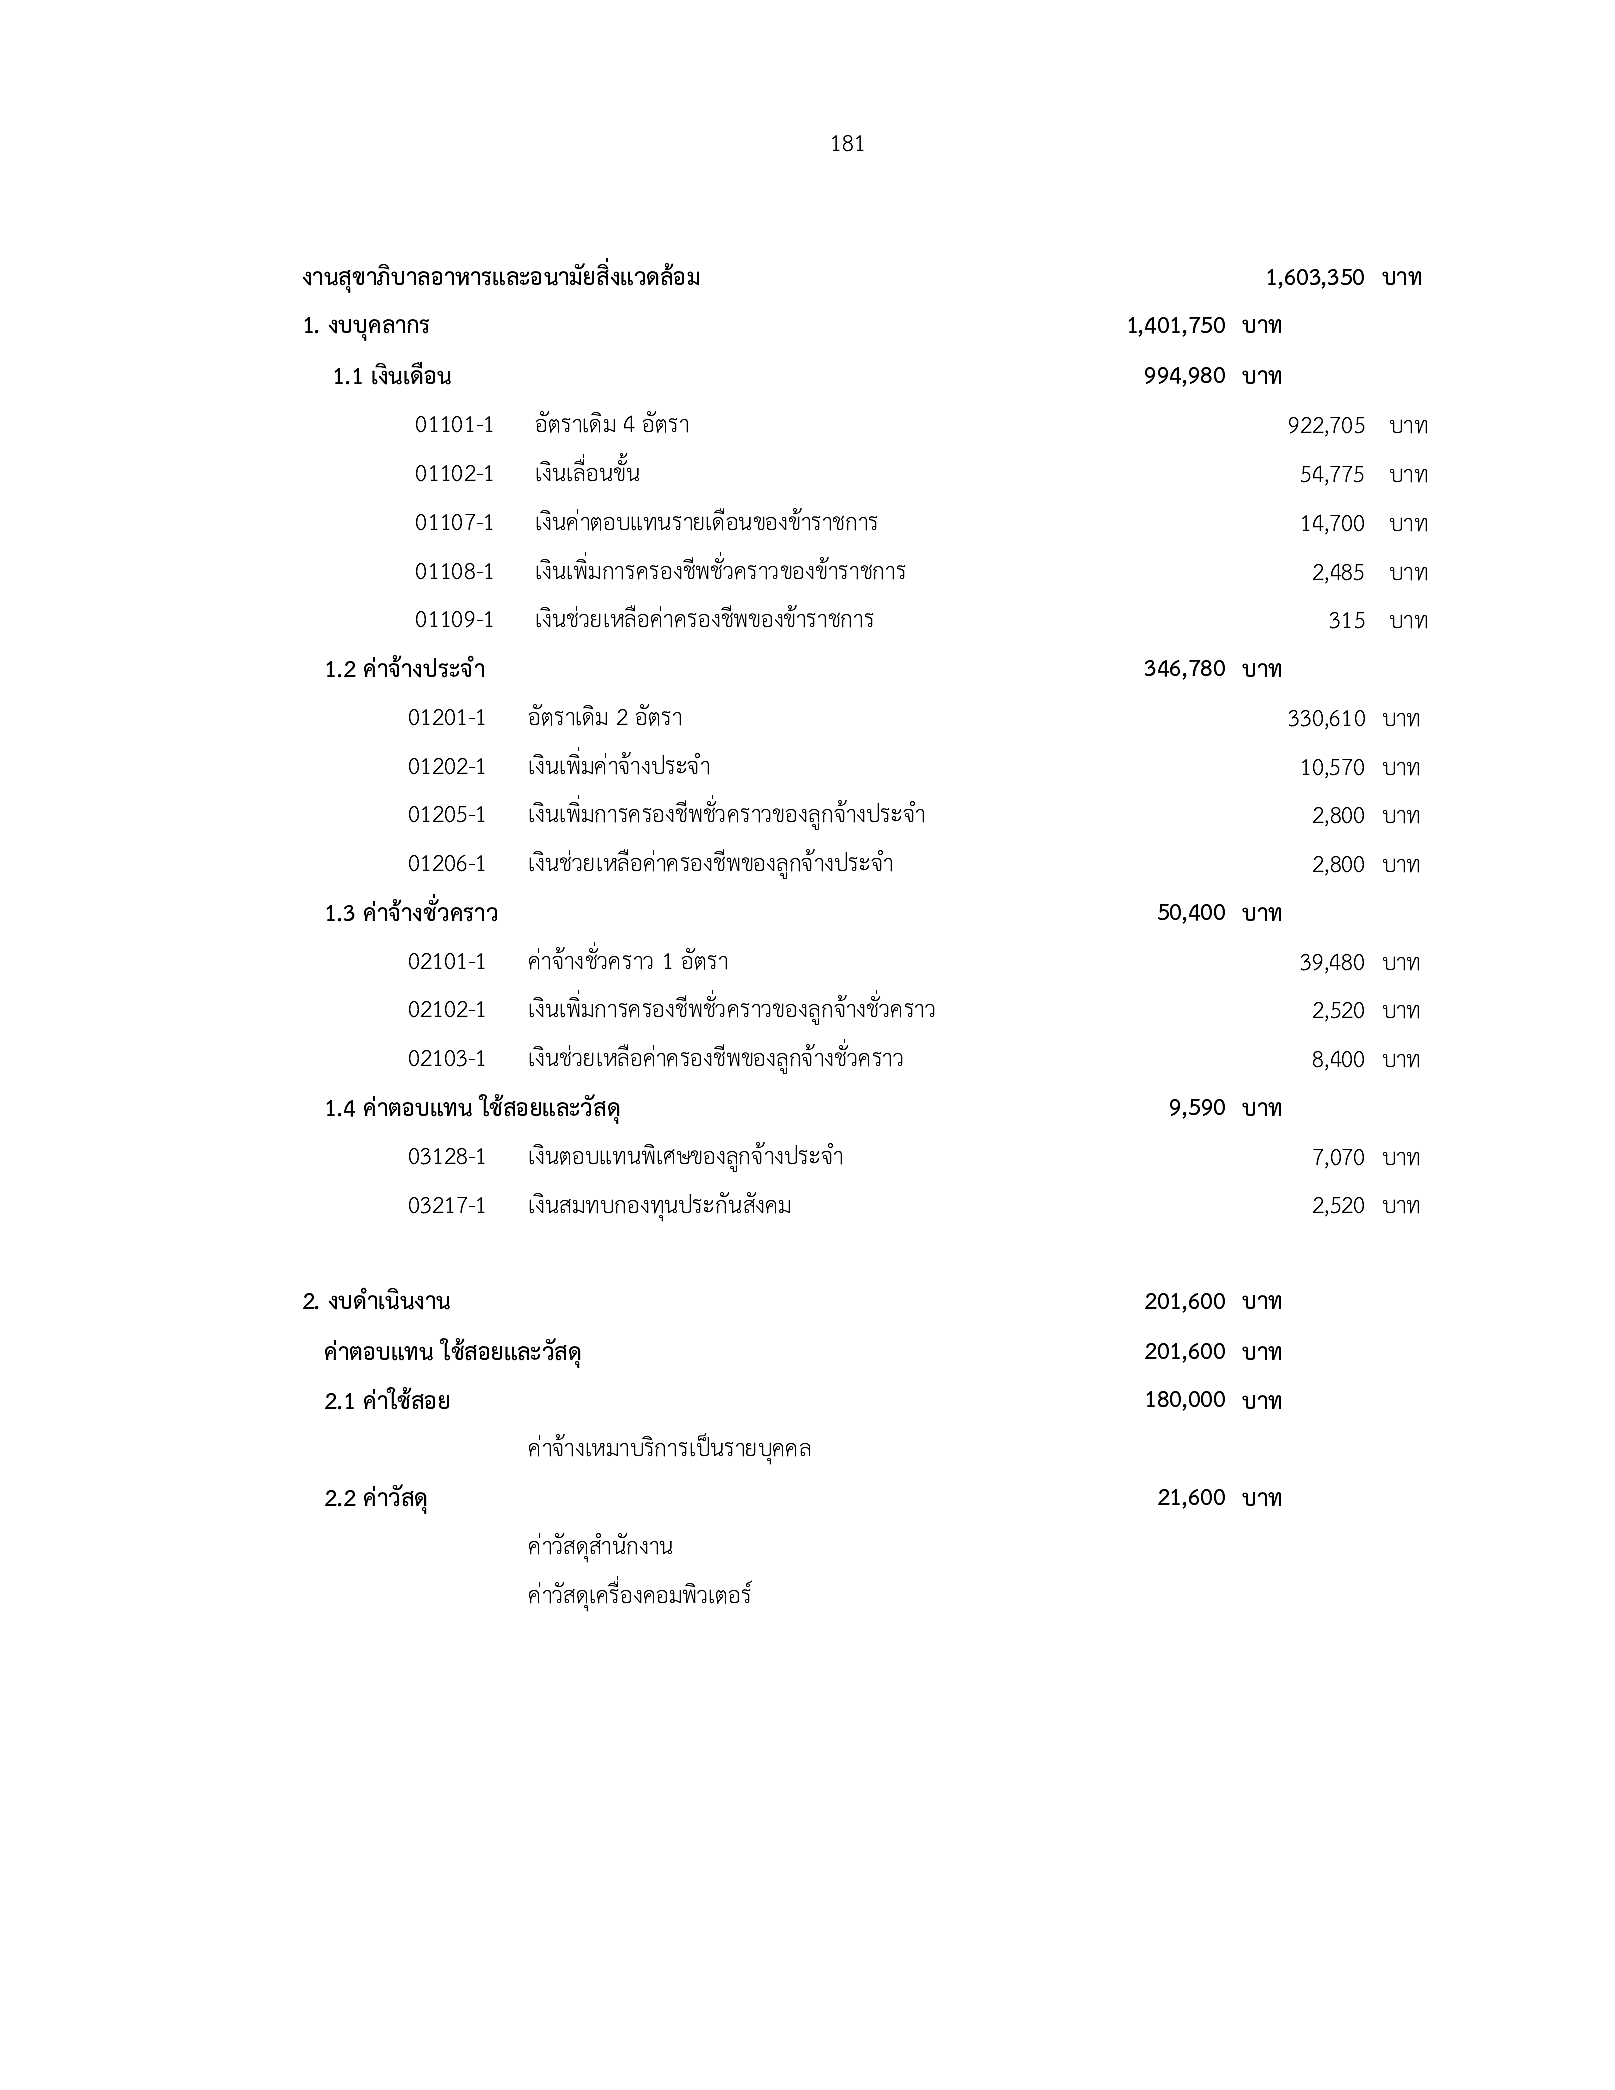 181
งานสุขาภิบาลอาหารและอนามัยสิ่งแวดล้อม 1,603,350 บาท
1. งบบุคลากร 1,401,750 บาท
1.1 เงินเดือน 994,980 บาท
01101-1 อัตราเดิม 4 อัตรา 922,705 บาท
01102-1 เงินเลื่อนขั้น 54,775 บาท
01107-1 เงินค่าตอบแทนรายเดือนของข้าราชการ 14,700 บาท
01108-1 เงินเพิ่มการครองชีพชั่วคราวของข้าราชการ 2,485 บาท
01109-1 เงินช่วยเหลือค่าครองชีพของข้าราชการ 315 บาท
1.2 ค่าจ้างประจำ 346,780 บาท
01201-1 อัตราเดิม 2 อัตรา 330,610 บาท
01202-1 เงินเพิ่มค่าจ้างประจำ 10,570 บาท
01205-1 เงินเพิ่มการครองชีพชั่วคราวของลูกจ้างประจำ 2,800 บาท
01206-1 เงินช่วยเหลือค่าครองชีพของลูกจ้างประจำ 2,800 บาท
1.3 ค่าจ้างชั่วคราว 50,400 บาท
02101-1 ค่าจ้างชั่วคราว 1 อัตรา 39,480 บาท
02102-1 เงินเพิ่มการครองชีพชั่วคราวของลูกจ้างชั่วคราว 2,520 บาท
02103-1 เงินช่วยเหลือค่าครองชีพของลูกจ้างชั่วคราว 8,400 บาท
1.4 ค่าตอบแทน ใช้สอยและวัสดุ 9,590 บาท
03128-1 เงินตอบแทนพิเศษของลูกจ้างประจำ 7,070 บาท
03217-1 เงินสมทบกองทุนประกันสังคม 2,520 บาท
2. งบดำเนินงาน 201,600 บาท
ค่าตอบแทน ใช้สอยและวัสดุ 201,600 บาท
2.1 ค่าใช้สอย 180,000 บาท
ค่าจ้างเหมาบริการเป็นรายบุคคล
2.2 ค่าวัสดุ 21,600 บาท
ค่าวัสดุสำนักงาน
ค่าวัสดุเครื่องคอมพิวเตอร์